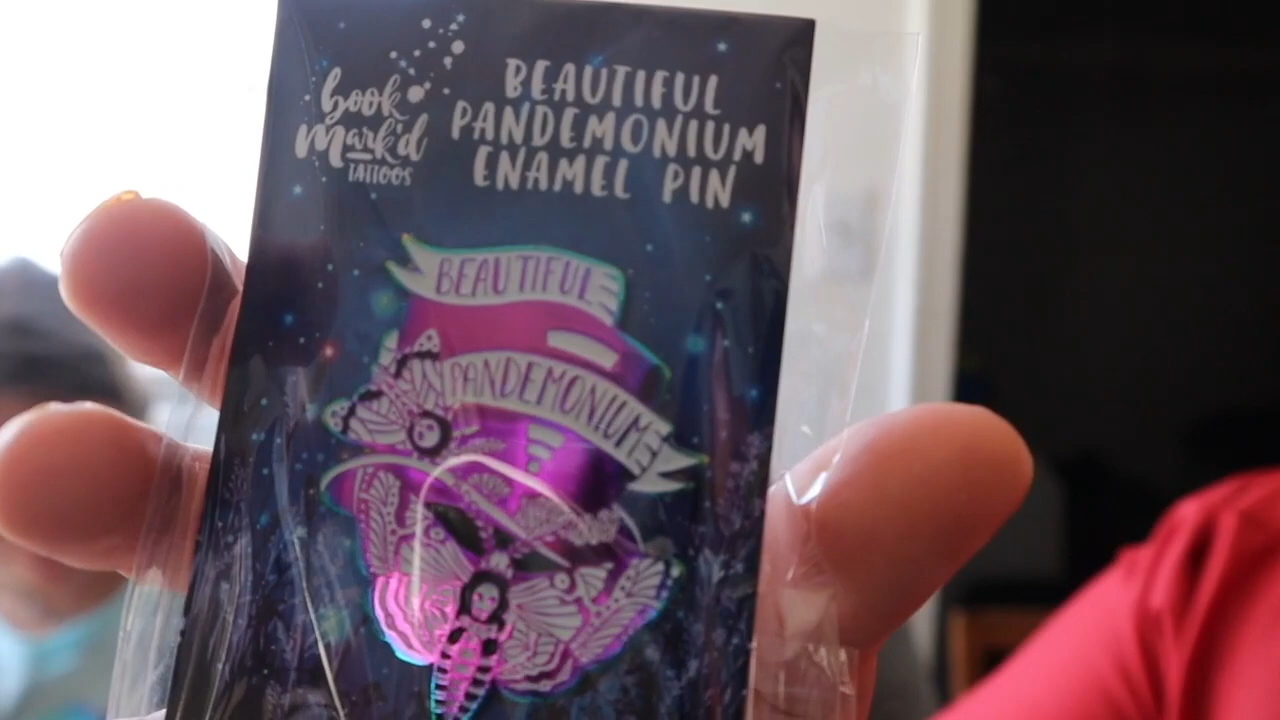 book
mark'd
TATTOOS
BEAUTIFUL
PANDEMONIUM
ENAMEL PIN
BEAUTIFUL
PANDEMONIUM